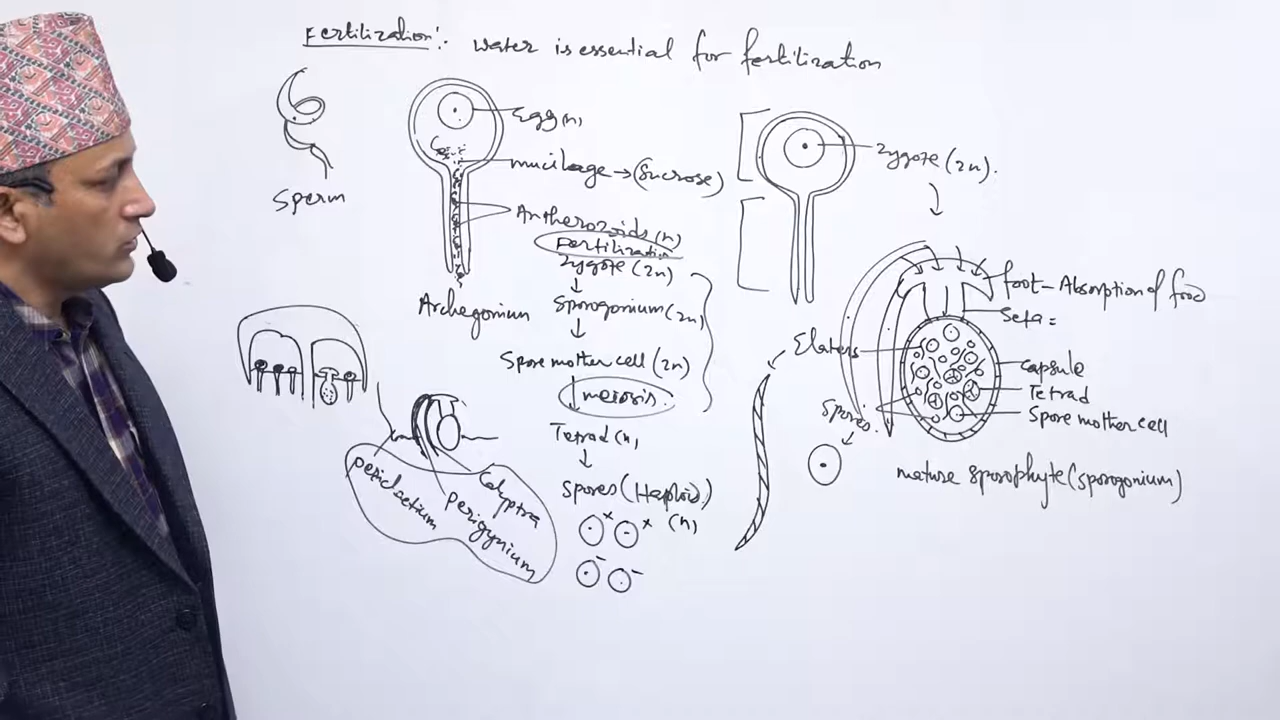 Fertilization:- Water is essential for fertilization
Sperm
Egg (n)
mucilage → (Sucrose)
Antherozoids (n)
Fertilization
Zygote (2n)
↓
Sporogonium (2n)
↓
Spore mother cell (2n)
↓ meiosis.
Tetrad (n)
↓
Spores (Haploid)
+ + (n)
- -
Archegonium
Perichaetium
Perigynium
Calyptra
Zygote (2n).
↓
foot - Absorption of food
Seta =
Elaters
capsule
Tetrad
Spore mother cell
Spores.
mature sporophyte (sporogonium)